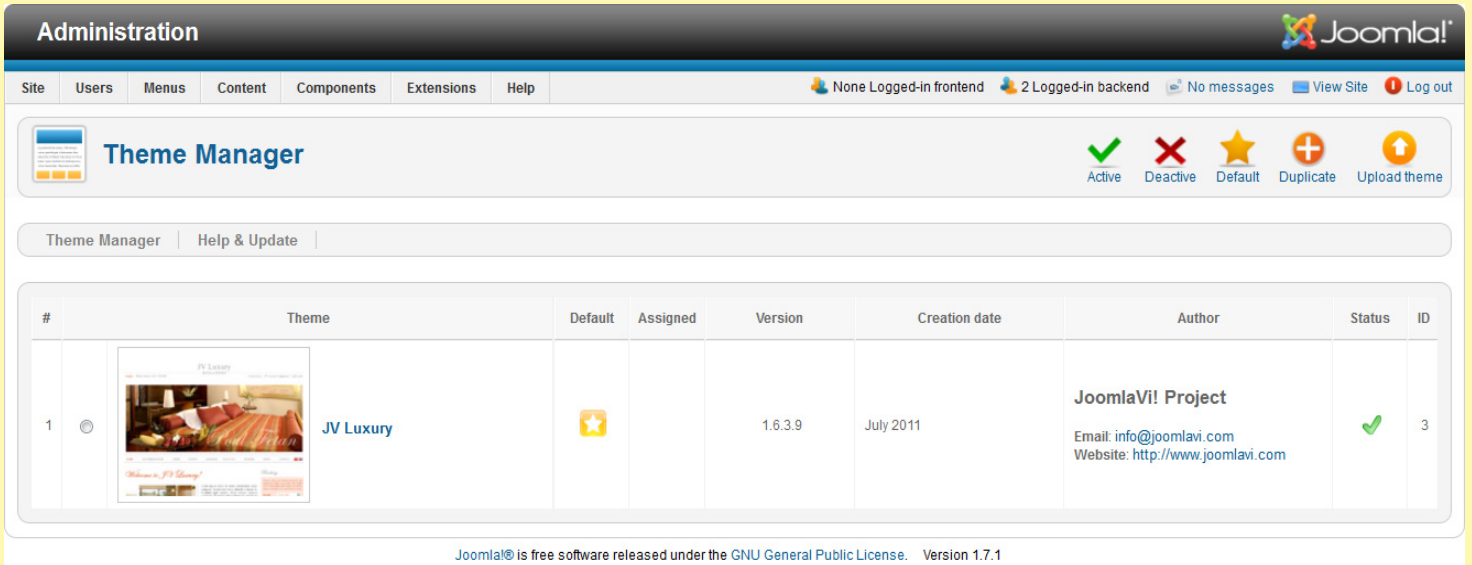 Administration
Joomla!
Site Users Menus Content Components Extensions Help
None Logged-in frontend 2 Logged-in backend No messages View Site Log out
Theme Manager
Active Deactive Default Duplicate Upload theme
Theme Manager Help & Update
# Theme Default Assigned Version Creation date Author Status ID
JV Luxury
1 JV Luxury 1.6.3.9 July 2011 3
JoomlaVi! Project
Email: info@joomlavi.com
Website: http://www.joomlavi.com
Welcome to JV Luxury!
Joomla!® is free software released under the GNU General Public License. Version 1.7.1